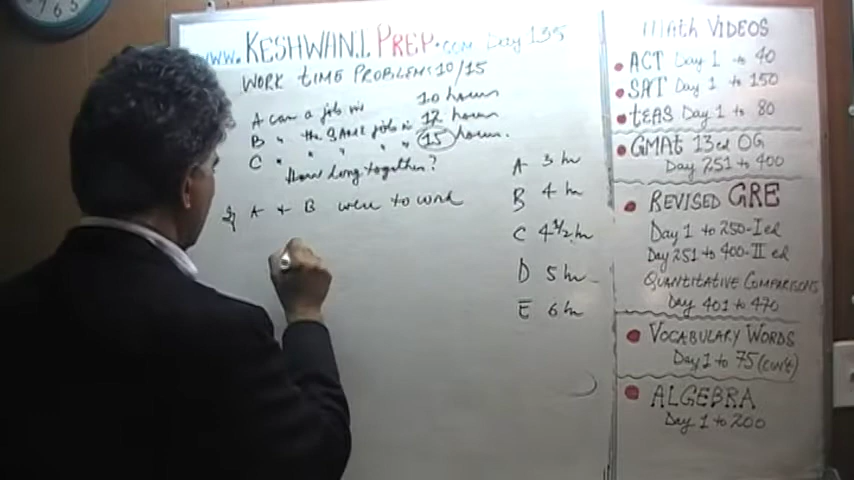 www.KESHWANI PREP.com Day 135
WORK TIME PROBLEMS 10/15
A can a job in 10 hours
B " the SAME job in 12 hours
C " " " " " 15 hours.
How long together?
If A + B were to work
A 3 hr
B 4 hr
C 4 1/2 hr
D 5 hr
E 6 hr
Math VIDEOS
ACT Day 1 to 40
SAT Day 1 to 150
tEAS Day 1 to 80
GMAt 13ed OG
Day 251 to 400
REVISED GRE
Day 1 to 250-I ed
Day 251 to 400-II ed
QUANTITATIVE COMPARISONS
Day 401 to 470
VOCABULARY WORDS
Day 1 to 75 (con't)
ALGEBRA
Day 1 to 200